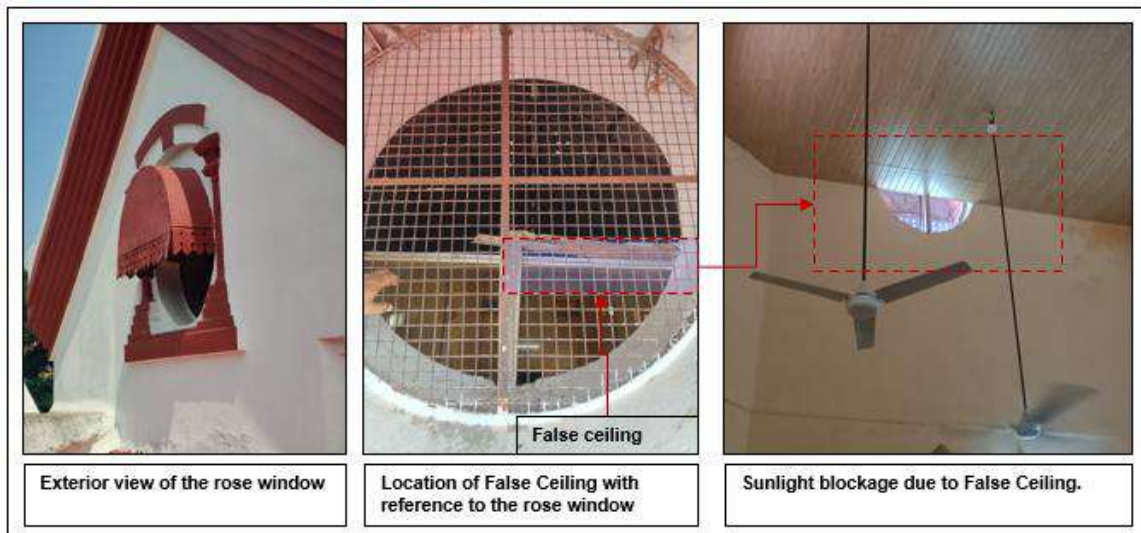 False ceiling
Exterior view of the rose window
Location of False Ceiling with
reference to the rose window
Sunlight blockage due to False Ceiling.